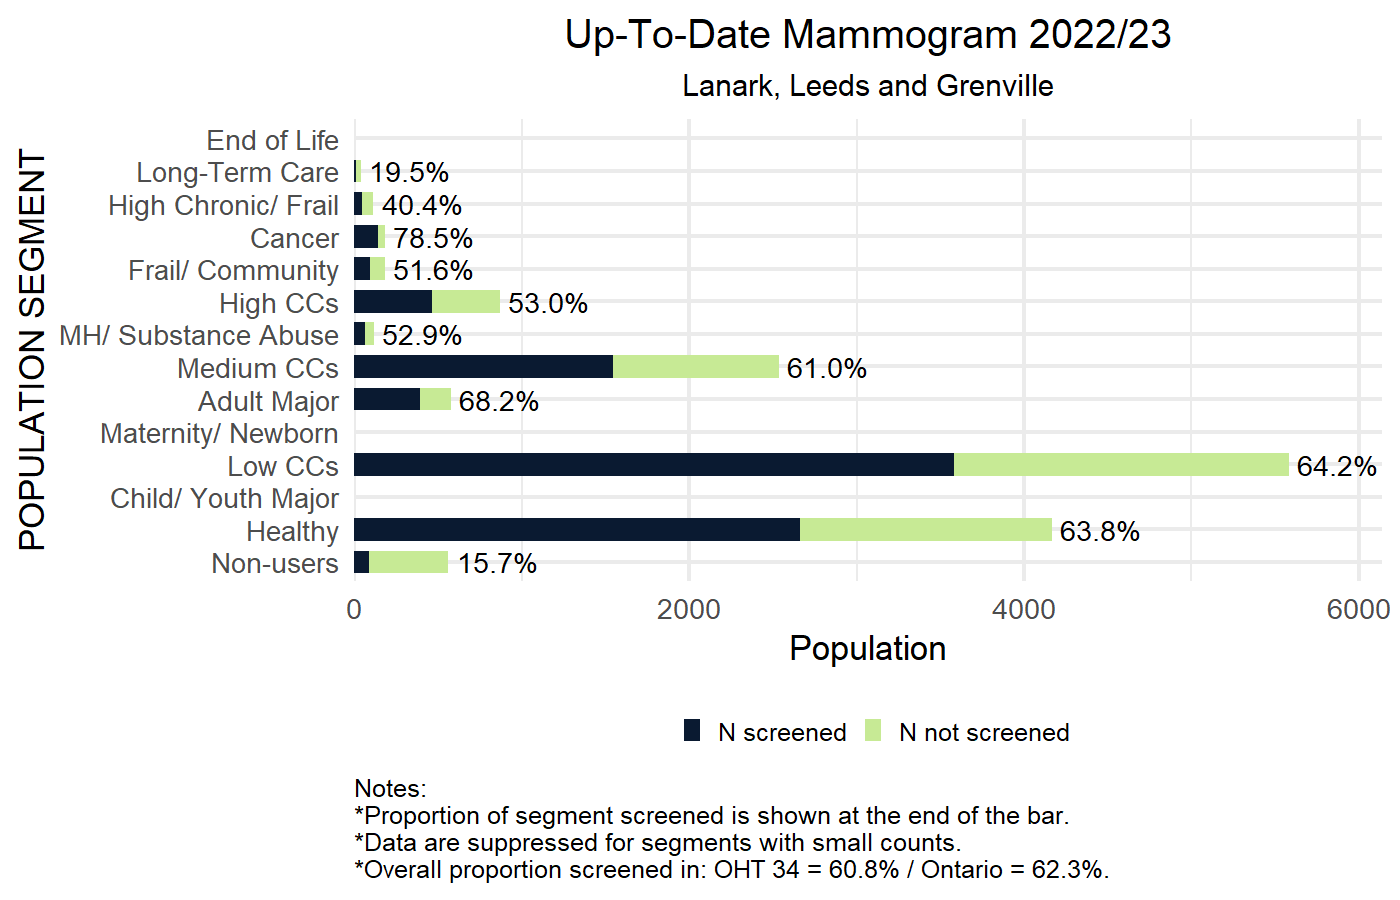 Up-To-Date Mammogram 2022/23
Lanark, Leeds and Grenville
POPULATION SEGMENT
End of Life
Long-Term Care 19.5%
High Chronic/ Frail 40.4%
Cancer 78.5%
Frail/ Community 51.6%
High CCs 53.0%
MH/ Substance Abuse 52.9%
Medium CCs 61.0%
Adult Major 68.2%
Maternity/ Newborn
Low CCs 64.2%
Child/ Youth Major
Healthy 63.8%
Non-users 15.7%
0 2000 4000 6000
Population
N screened N not screened
Notes:
*Proportion of segment screened is shown at the end of the bar.
*Data are suppressed for segments with small counts.
*Overall proportion screened in: OHT 34 = 60.8% / Ontario = 62.3%.